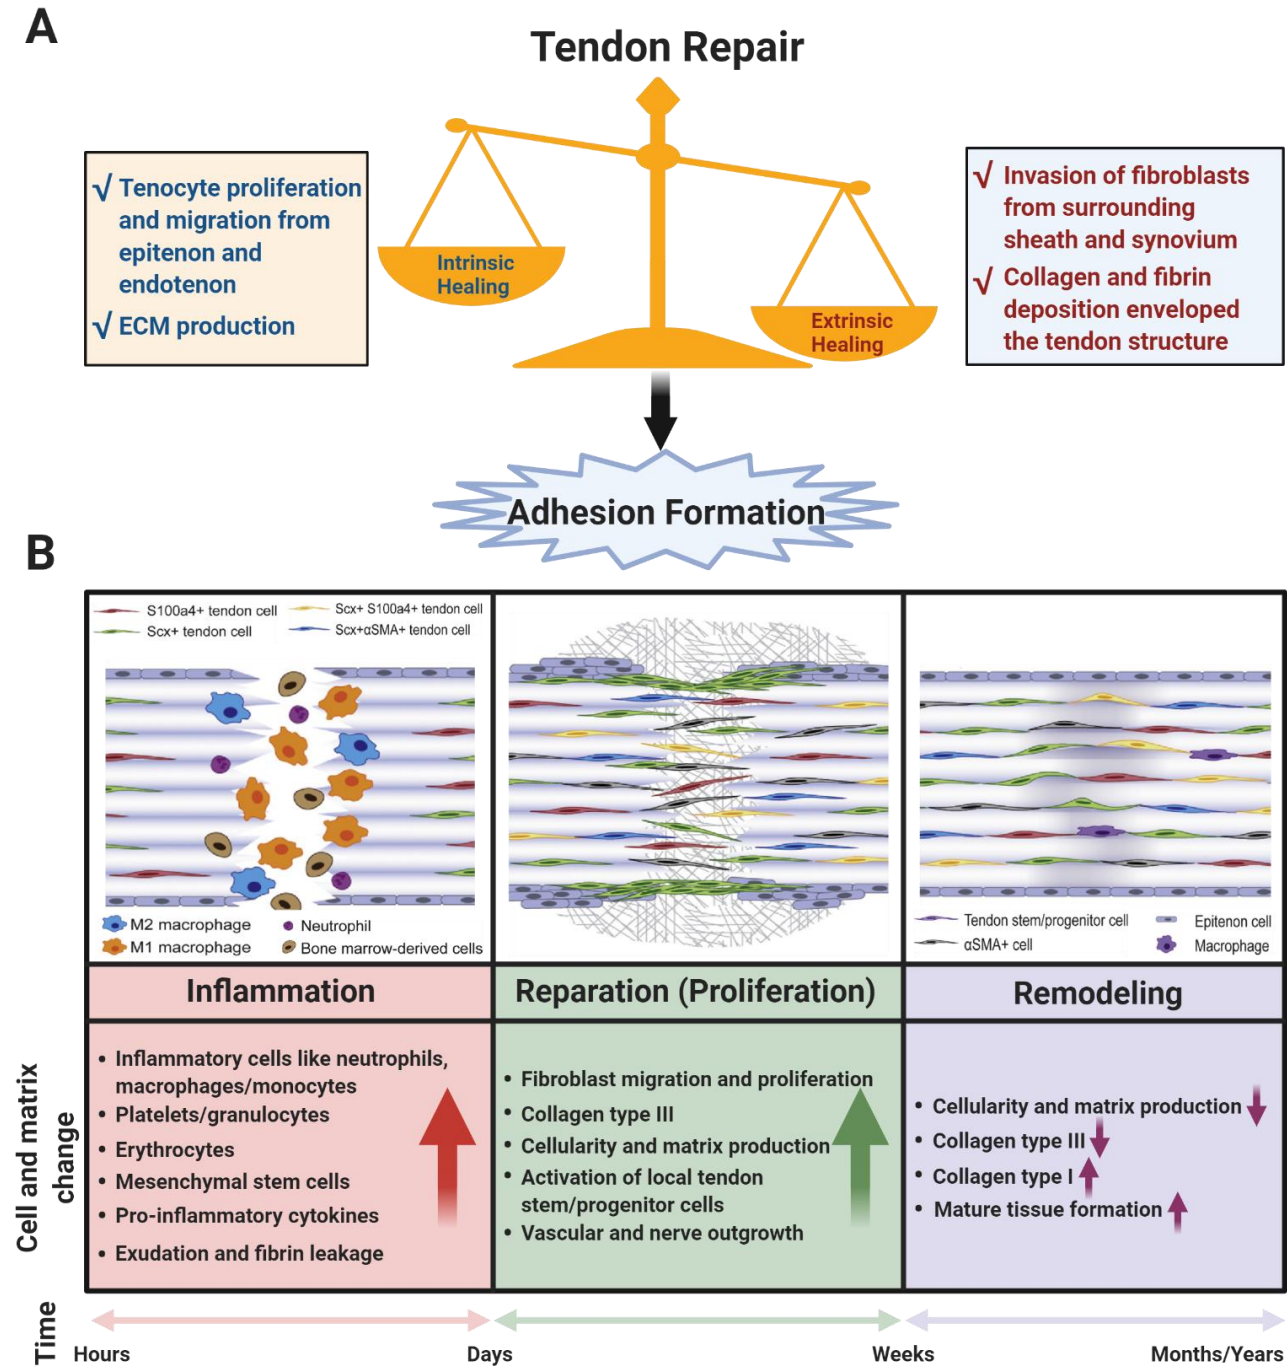 A
Tendon Repair
√ Tenocyte proliferation
and migration from
epitenon and
endotenon
√ ECM production
Intrinsic
Healing
Extrinsic
Healing
√ Invasion of fibroblasts
from surrounding
sheath and synovium
√ Collagen and fibrin
deposition enveloped
the tendon structure
Adhesion Formation
B
S100a4+ tendon cell
Scx+ S100a4+ tendon cell
Scx+ tendon cell
Scx+αSMA+ tendon cell
M2 macrophage
Neutrophil
M1 macrophage
Bone marrow-derived cells
Tendon stem/progenitor cell
Epitenon cell
αSMA+ cell
Macrophage
Inflammation
Reparation (Proliferation)
Remodeling
Cell and matrix
change
• Inflammatory cells like neutrophils,
macrophages/monocytes
• Platelets/granulocytes
• Erythrocytes
• Mesenchymal stem cells
• Pro-inflammatory cytokines
• Exudation and fibrin leakage
• Fibroblast migration and proliferation
• Collagen type III
• Cellularity and matrix production
• Activation of local tendon
stem/progenitor cells
• Vascular and nerve outgrowth
• Cellularity and matrix production
• Collagen type III
• Collagen type I
• Mature tissue formation
Time
Hours
Days
Weeks
Months/Years